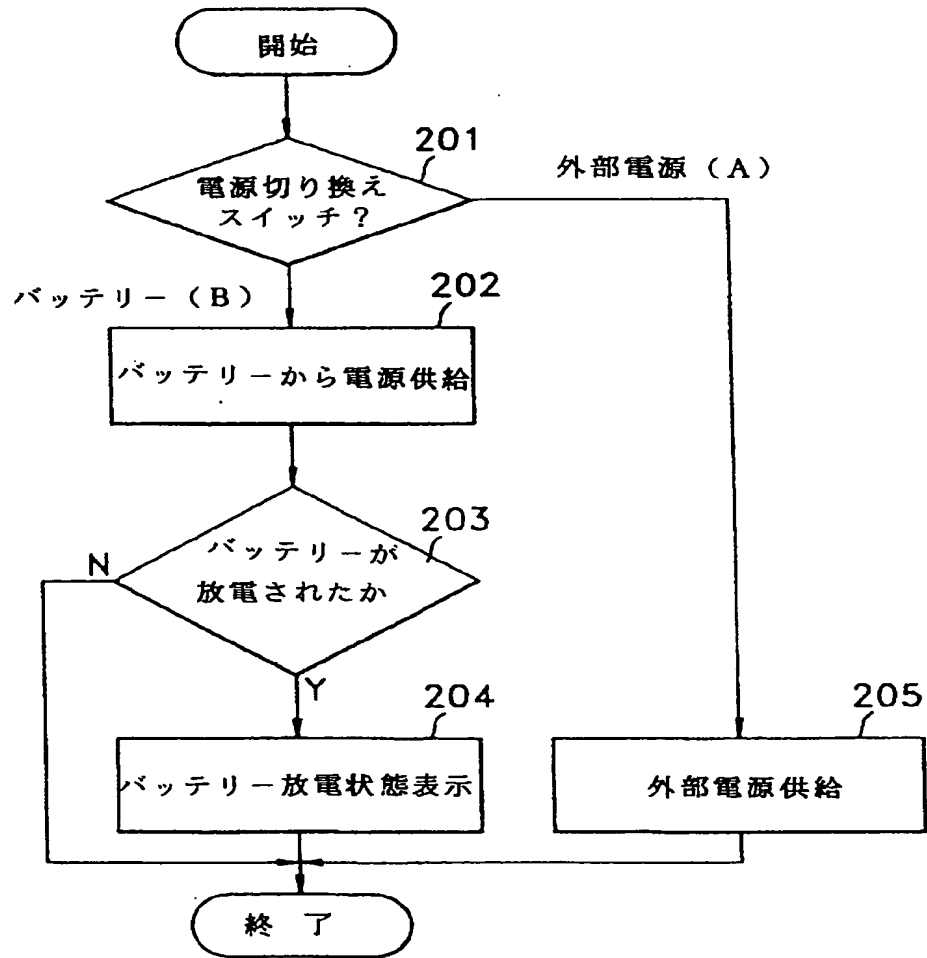 開始
201
電源切り換え
スイッチ?
外部電源(A)
バッテリー(B)
202
バッテリーから電源供給
203
バッテリーが
放電されたか
N
Y
204
バッテリー放電状態表示
205
外部電源供給
終了